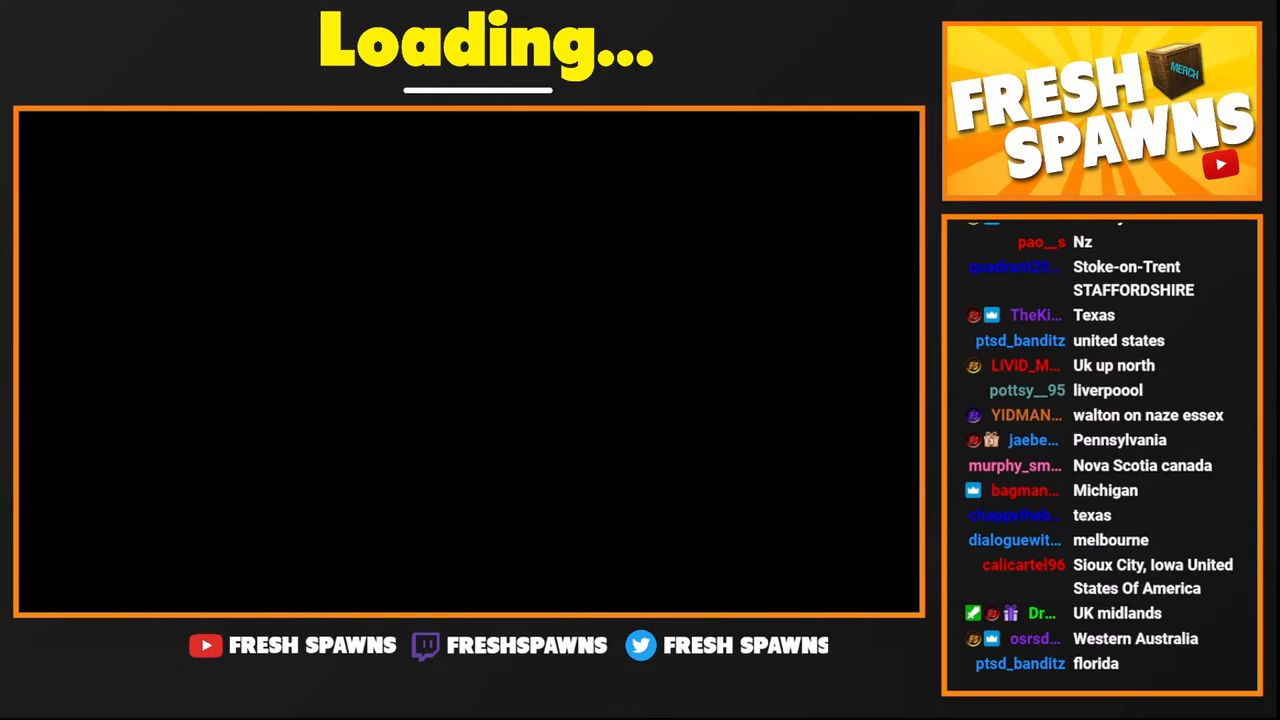 Loading...
FRESH
SPAWNS
MERCH
pao__s Nz
quadrant20... Stoke-on-Trent
STAFFORDSHIRE
TheKi... Texas
ptsd_banditz united states
LiViD_M... Uk up north
pottsy__95 liverpoool
YIDMAN... walton on naze essex
jaebe... Pennsylvania
murphy_sm... Nova Scotia canada
bagman... Michigan
chappytheb... texas
dialoguewit... melbourne
calicartel96 Sioux City, Iowa United
States Of America
Dr... UK midlands
osrsd... Western Australia
ptsd_banditz florida
FRESH SPAWNS FRESHSPAWNS FRESH SPAWNS